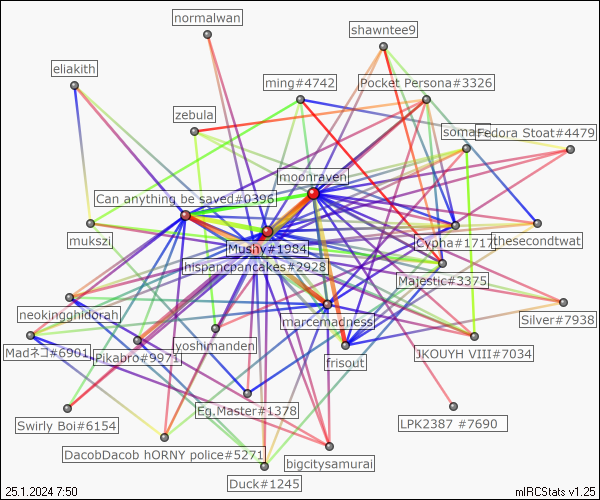 normalwan
shawntee9
eliakith
ming#4742
Pocket Persona#3326
zebula
Fedora Stoat#4479
moonraven
Can anything be saved#0396
mukszi
Mushy#1984
Cypha#1717
thesecondtwat
hispancpancakes#2928
Majestic#3375
neokingghidorah
marcemadness
Silver#7938
Madネコ#6901
Pikabro#9971
yoshimanden
frisout
JKOUYH VIII#7034
Eg.Master#1378
Swirly Boi#6154
LPK2387 #7690
DacobDacob hORNY police#5271
bigcitysamurai
Duck#1245
25.1.2024 7:50
mIRCStats v1.25